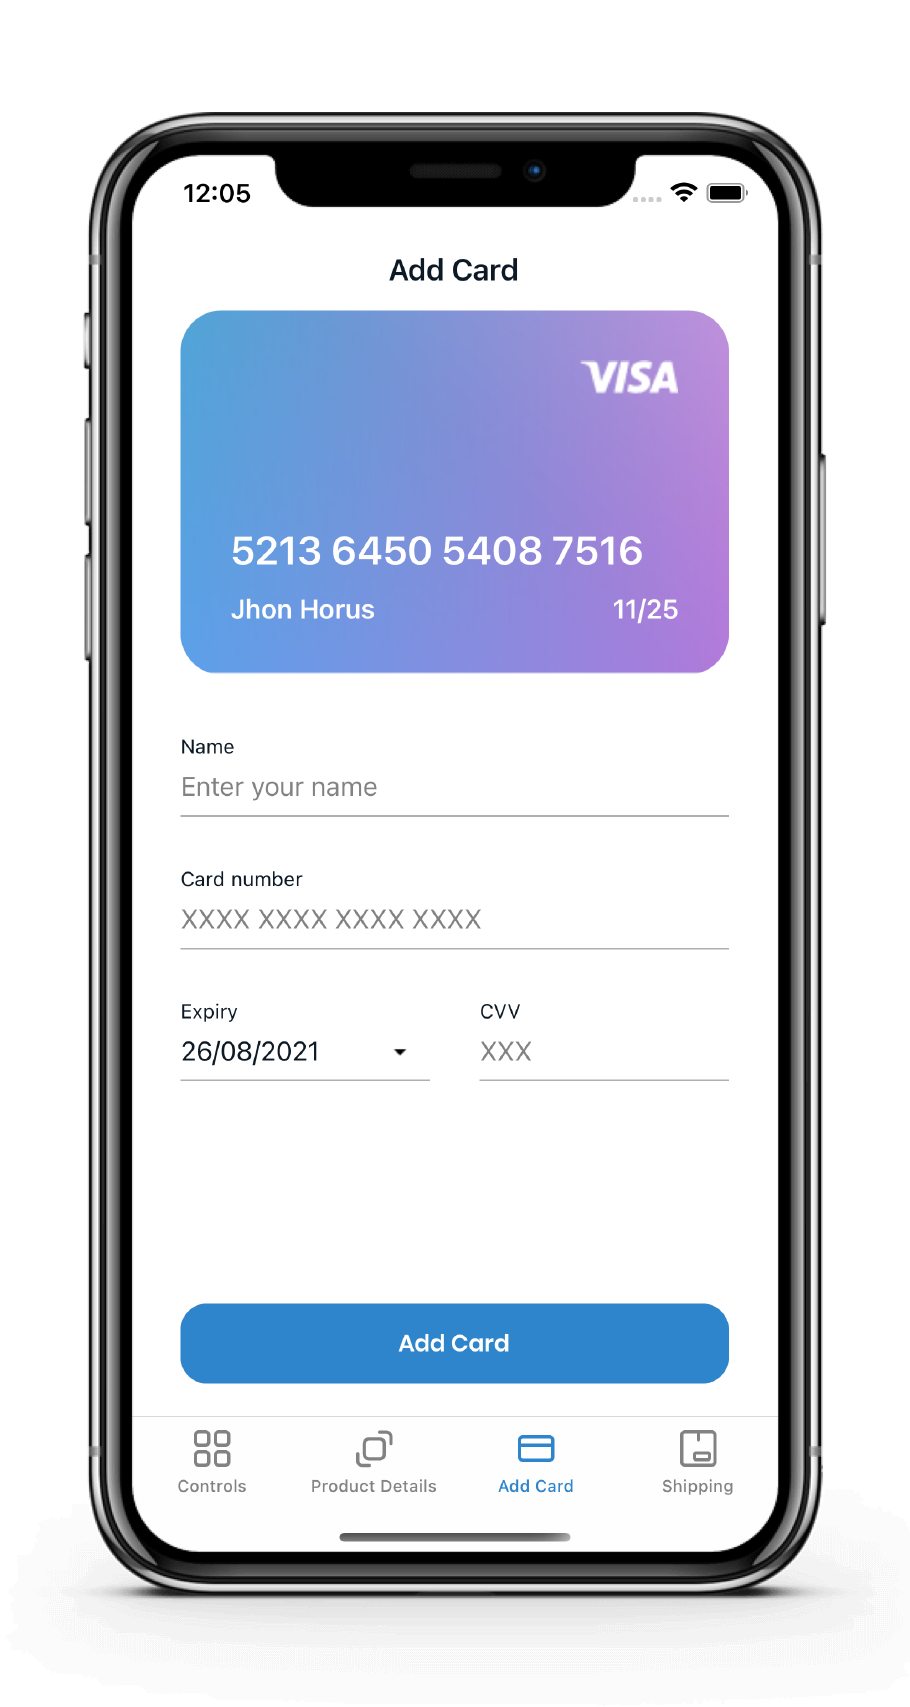 12:05
Add Card
VISA
5213 6450 5408 7516
Jhon Horus 11/25
Name
Enter your name
Card number
XXXX XXXX XXXX XXXX
Expiry CVV
26/08/2021 XXX
Add Card
Controls Product Details Add Card Shipping